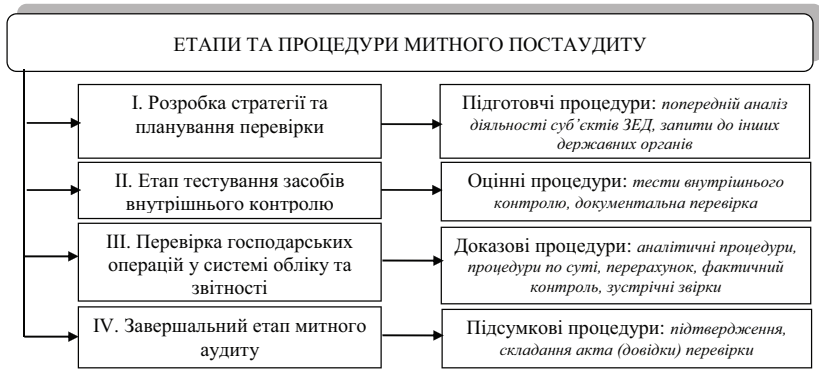 ЕТАПИ ТА ПРОЦЕДУРИ МИТНОГО ПОСТАУДИТУ
І. Розробка стратегії та
планування перевірки
Підготовчі процедури: попередній аналіз
діяльності суб’єктів ЗЕД, запити до інших
державних органів
ІІ. Етап тестування засобів
внутрішнього контролю
Оцінні процедури: тести внутрішнього
контролю, документальна перевірка
ІІІ. Перевірка господарських
операцій у системі обліку та
звітності
Доказові процедури: аналітичні процедури,
процедури по суті, перерахунок, фактичний
контроль, зустрічні звірки
IV. Завершальний етап митного
аудиту
Підсумкові процедури: підтвердження,
складання акта (довідки) перевірки